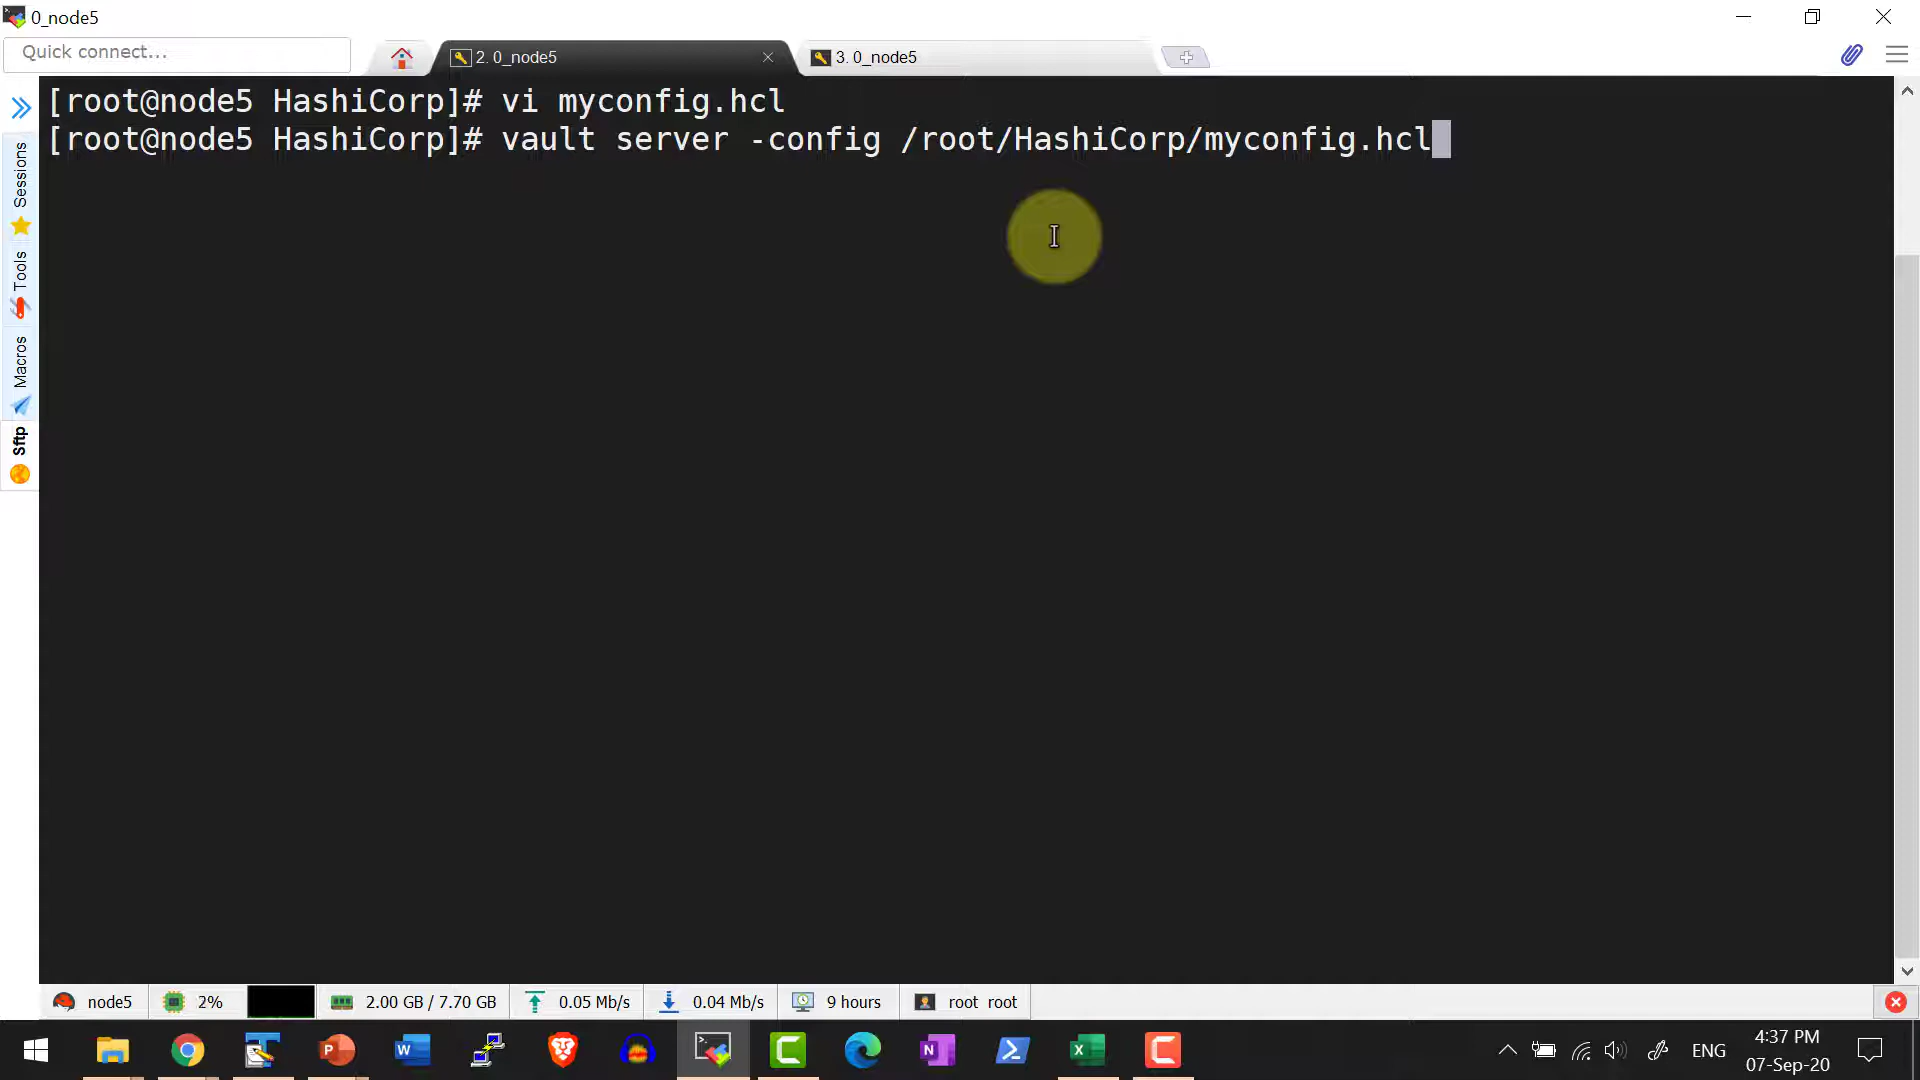 0_node5
Quick connect...
2. 0_node5
3. 0_node5
[root@node5 HashiCorp]# vi myconfig.hcl
[root@node5 HashiCorp]# vault server -config /root/HashiCorp/myconfig.hcl
Sessions
Tools
Macros
Sftp
node5
2%
2.00 GB / 7.70 GB
0.05 Mb/s
0.04 Mb/s
9 hours
root root
ENG
4:37 PM
07-Sep-20